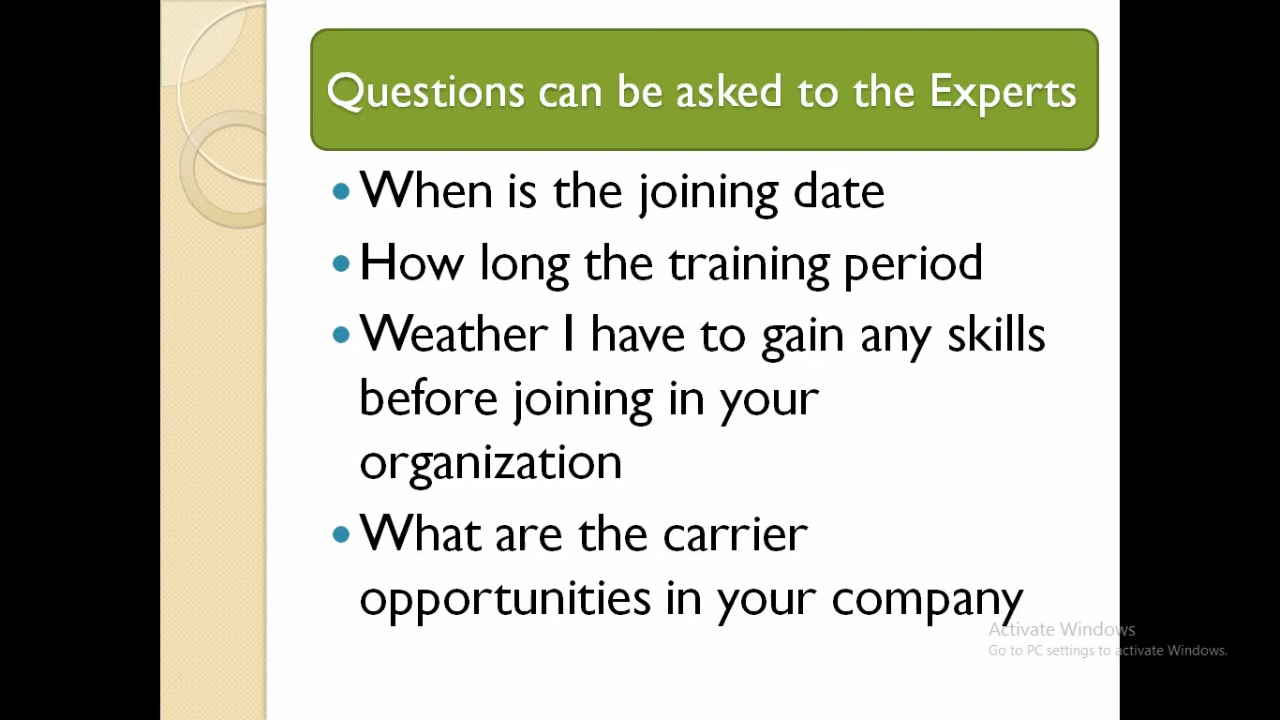 Questions can be asked to the Experts
When is the joining date
How long the training period
Weather I have to gain any skills
before joining in your
organization
What are the carrier
opportunities in your company
Activate Windows
Go to PC settings to activate Windows.